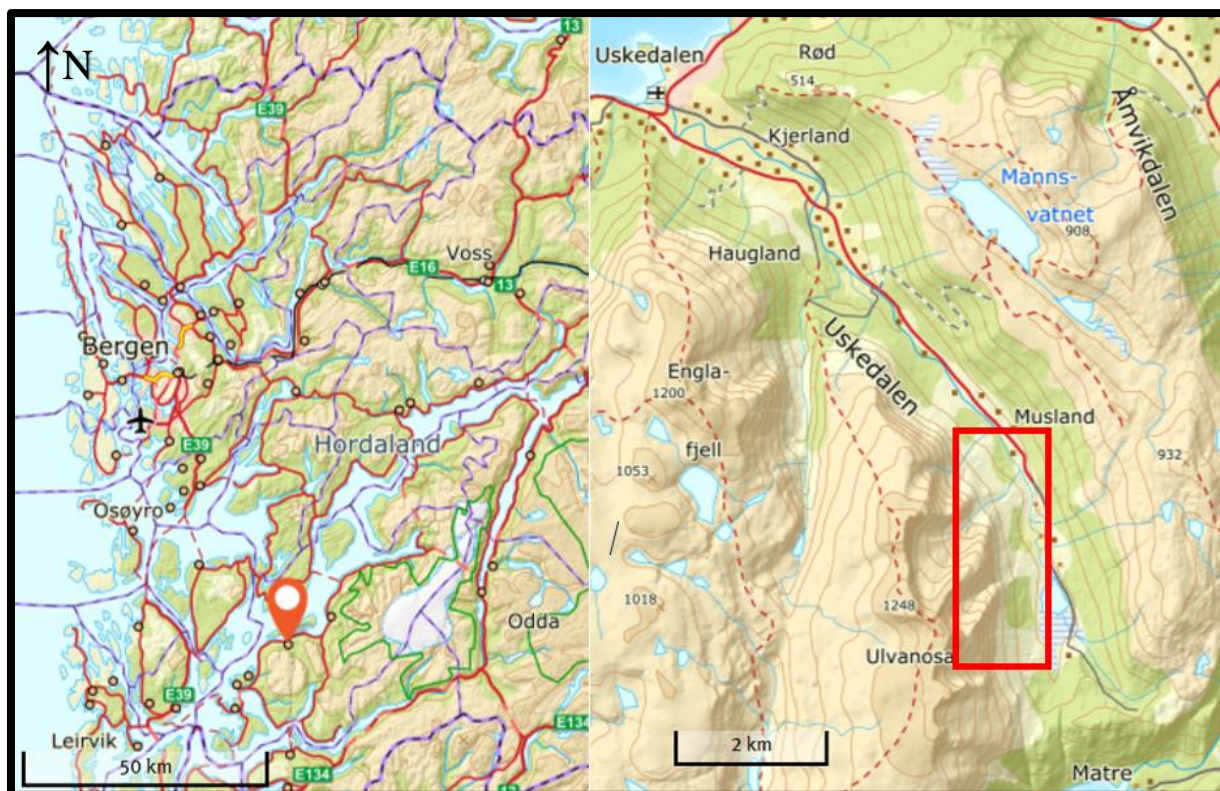 N
13
E39
Voss
E16
13
Bergen
E39
Hordaland
Osøyro
Odda
E39
Leirvik
E134
E134
50 km
Uskedalen
Rød
514
Kjerland
Åmvikdalen
Manns-
vatnet
908
Haugland
Uskedalen
Engla-
1200
fjell
1053
Musland
932
1018
1248
Ulvanosa
2 km
Matre